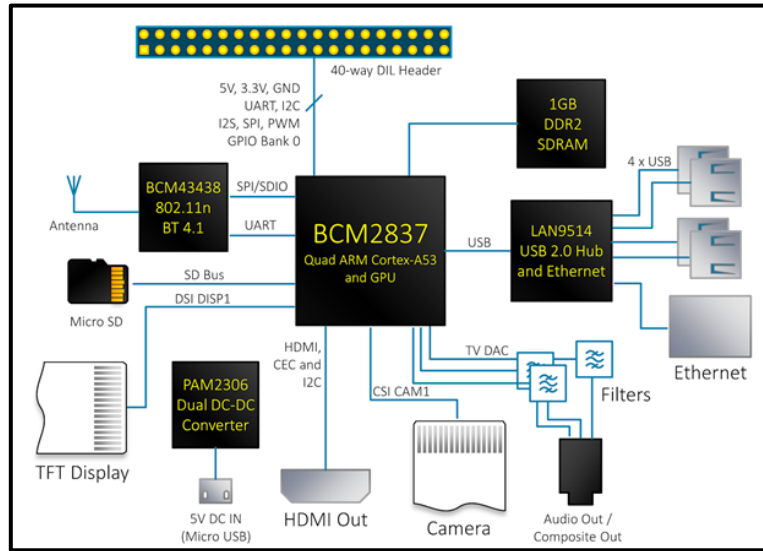 40-way DIL Header
5V, 3.3V, GND
UART, I2C
I2S, SPI, PWM
GPIO Bank 0
1GB
DDR2
SDRAM
4 x USB
BCM43438
802.11n
BT 4.1
SPI/SDIO
UART
Antenna
BCM2837
Quad ARM Cortex-A53
and GPU
USB
LAN9514
USB 2.0 Hub
and Ethernet
SD Bus
Micro SD
DSI DISP1
Ethernet
HDMI,
CEC and
I2C
TV DAC
PAM2306
Dual DC-DC
Converter
CSI CAM1
Filters
TFT Display
5V DC IN
(Micro USB)
HDMI Out
Camera
Audio Out /
Composite Out